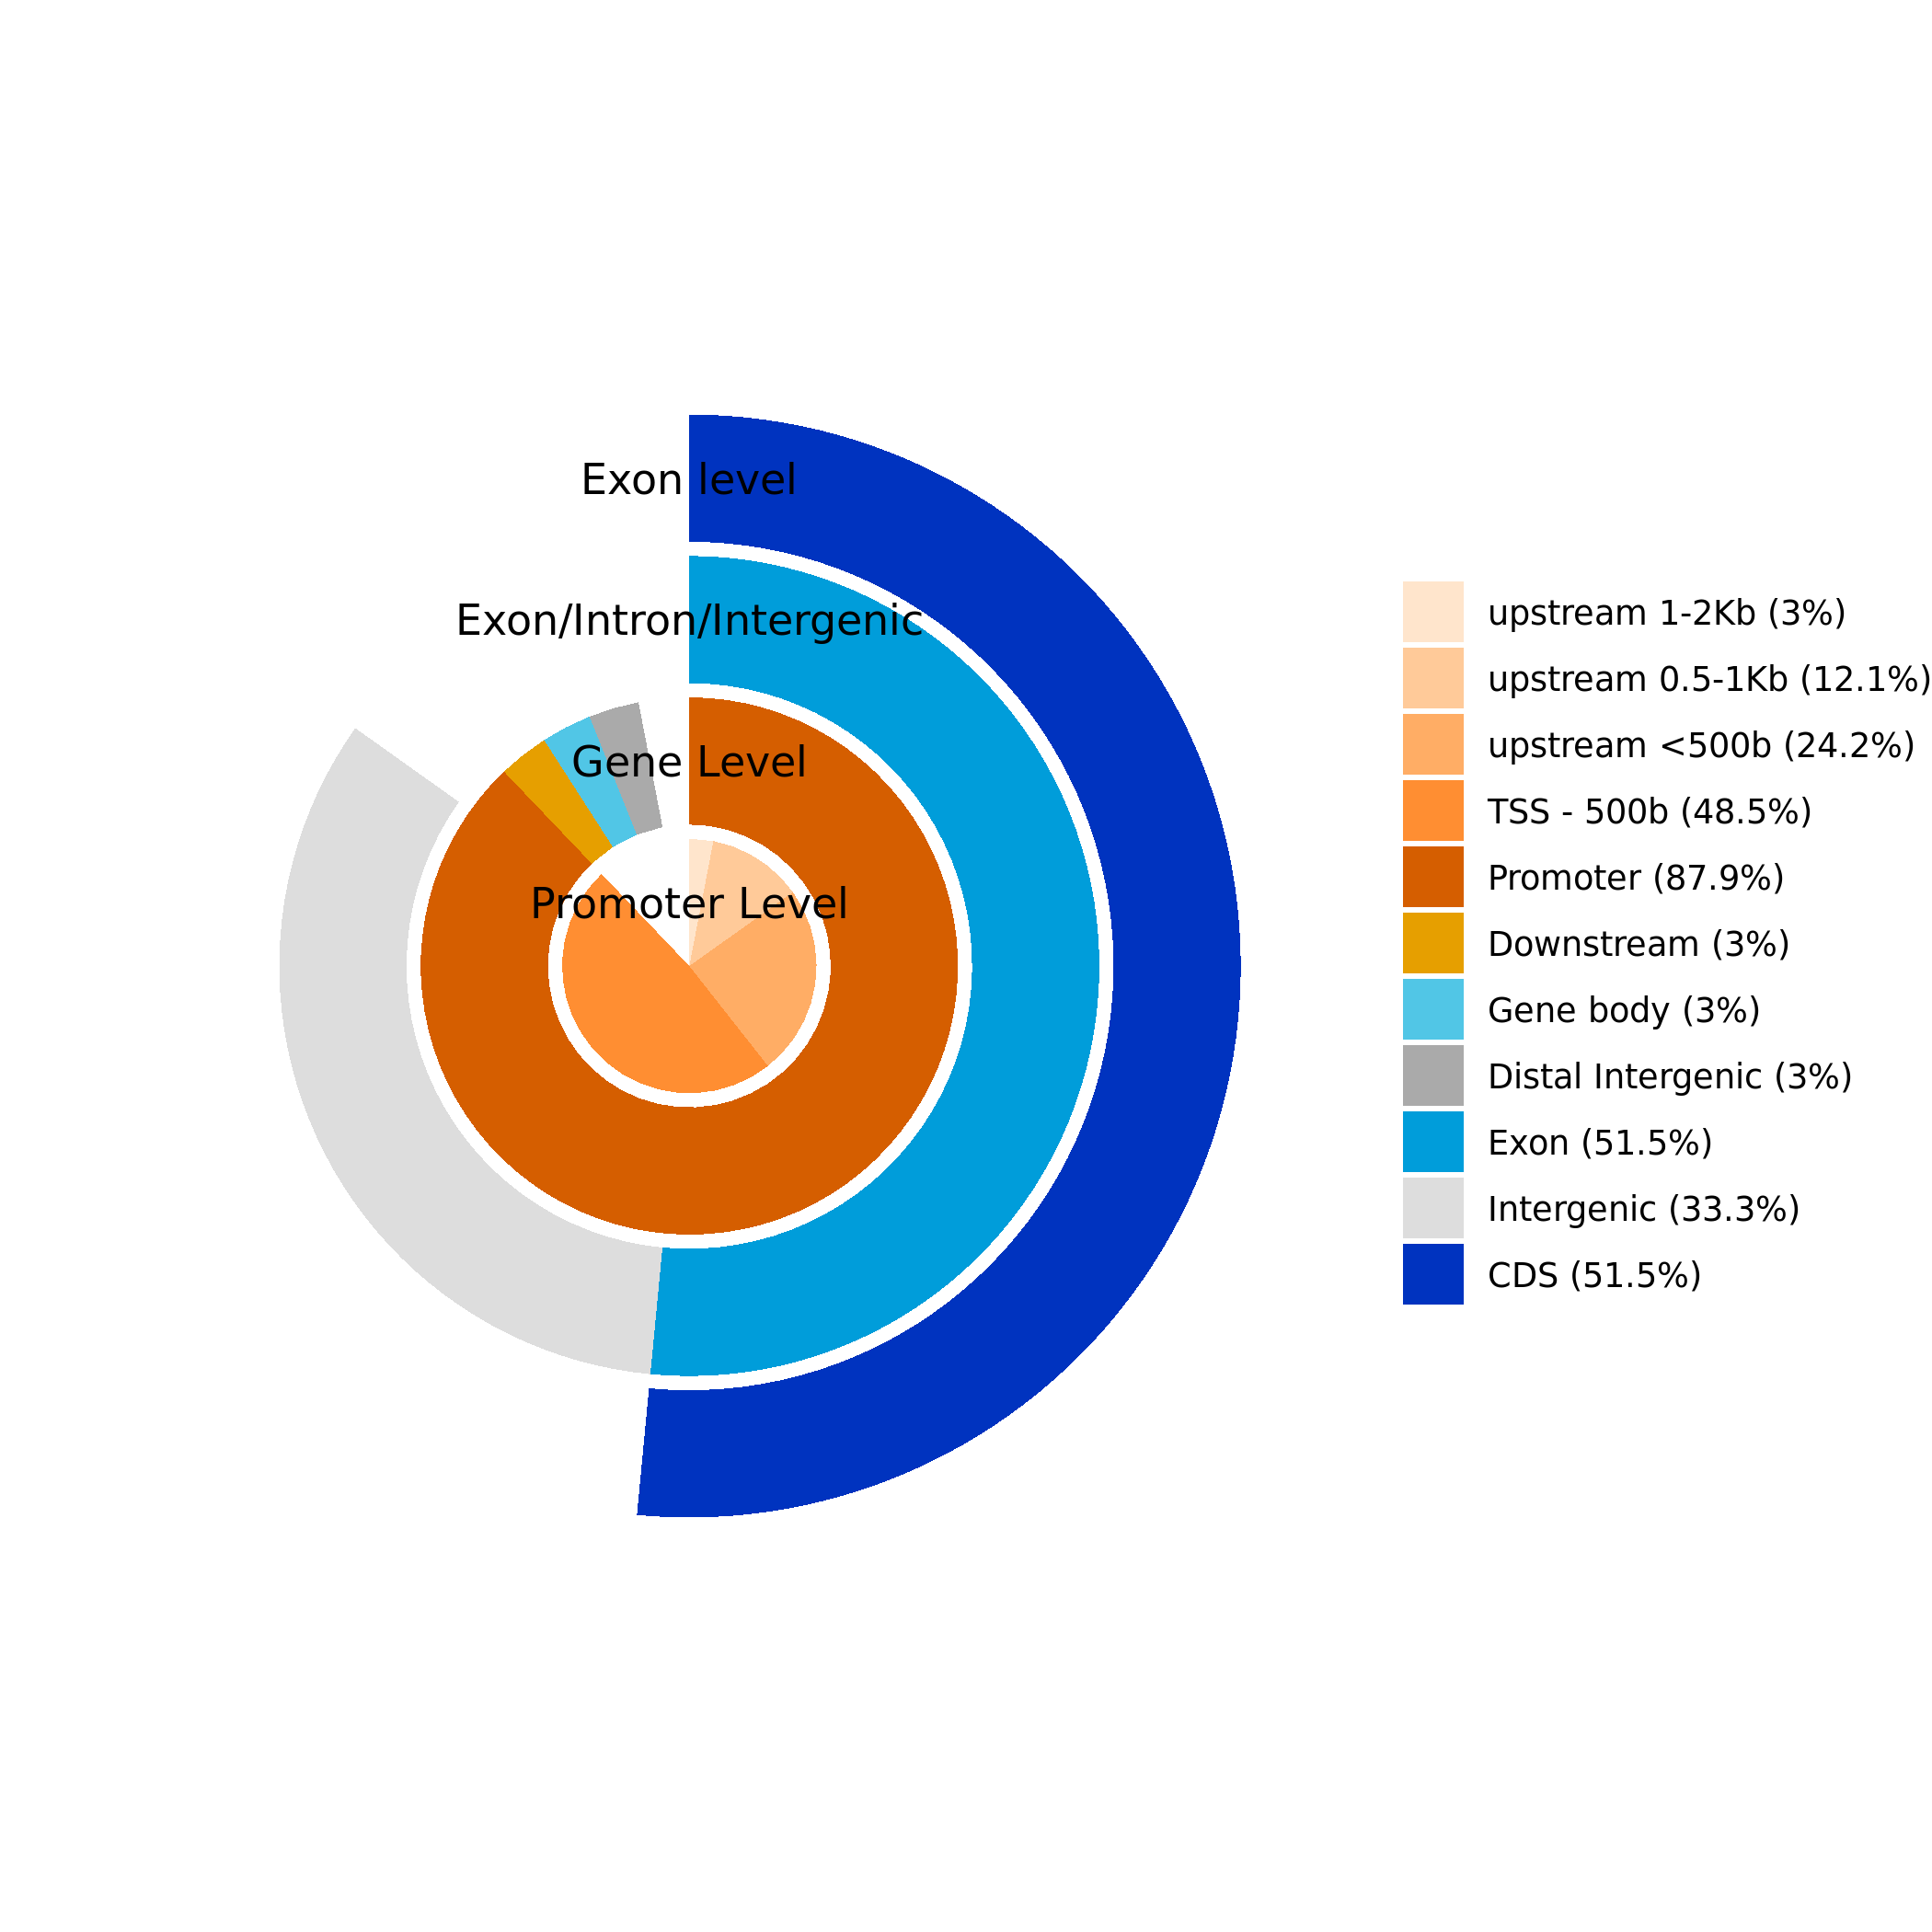 Exon level
Exon/Intron/Intergenic
Gene Level
Promoter Level
upstream 1-2Kb (3%)
upstream 0.5-1Kb (12.1%)
upstream <500b (24.2%)
TSS - 500b (48.5%)
Promoter (87.9%)
Downstream (3%)
Gene body (3%)
Distal Intergenic (3%)
Exon (51.5%)
Intergenic (33.3%)
CDS (51.5%)